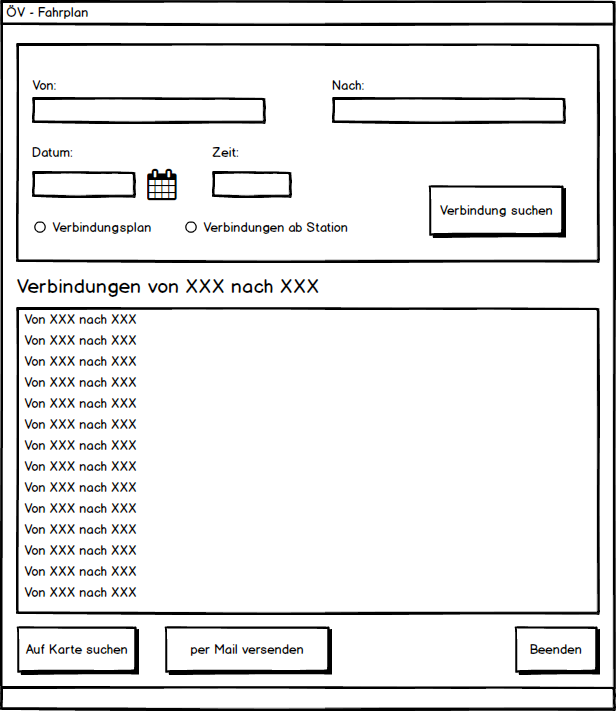 ÖV - Fahrplan
Von: Nach:
Datum: Zeit:
Verbindung suchen
Verbindungsplan Verbindungen ab Station
Verbindungen von XXX nach XXX
Von XXX nach XXX
Von XXX nach XXX
Von XXX nach XXX
Von XXX nach XXX
Von XXX nach XXX
Von XXX nach XXX
Von XXX nach XXX
Von XXX nach XXX
Von XXX nach XXX
Von XXX nach XXX
Von XXX nach XXX
Von XXX nach XXX
Von XXX nach XXX
Von XXX nach XXX
Auf Karte suchen per Mail versenden Beenden